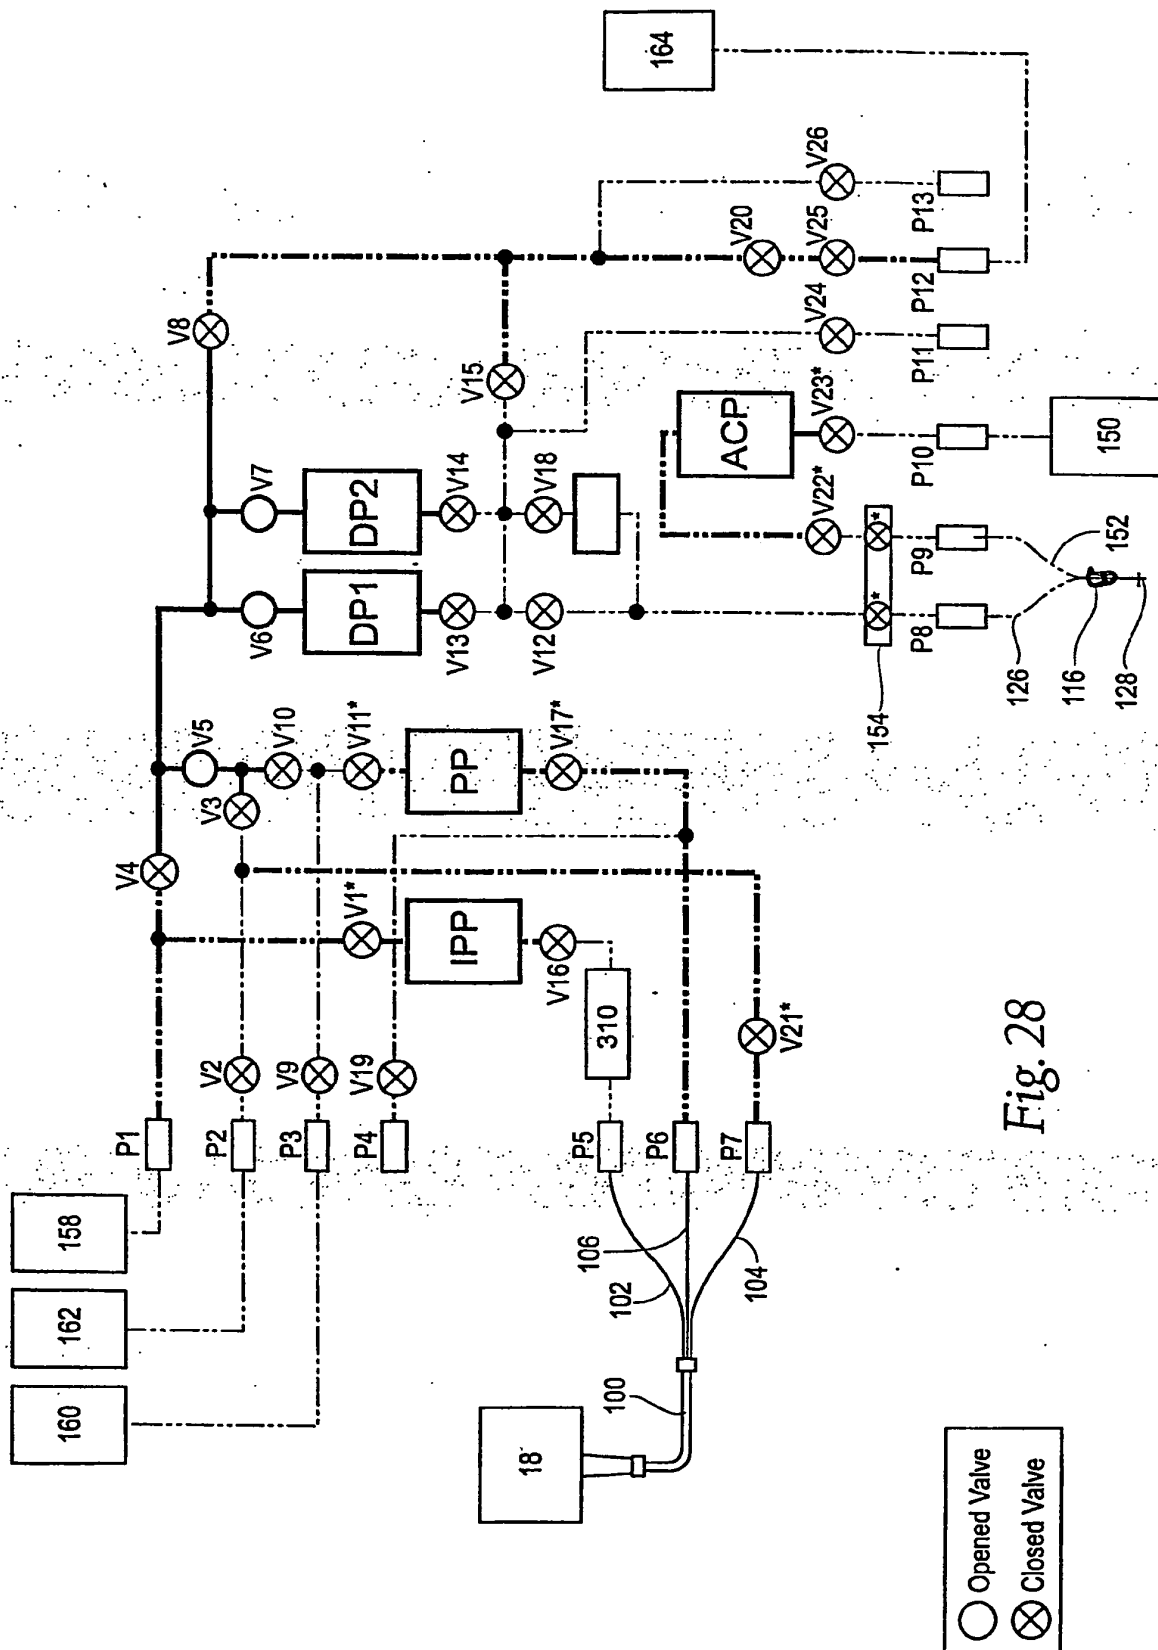 164
V8
V26
P13
V20
V25
P12
V24
P11
V15
ACP
V23*
P10
150
V22*
V7
DP2
V14
V18
P9
152
V6
DP1
V13
V12
*
*
154
P8
126
116
128
V5
V10
V11*
PP
V17*
V3
V4
V1*
IPP
V16
310
V21*
V2
V9
V19
P1
P2
P3
P4
P5
P6
P7
158
162
160
106
102
104
100
18
Fig. 28
Opened Valve
Closed Valve